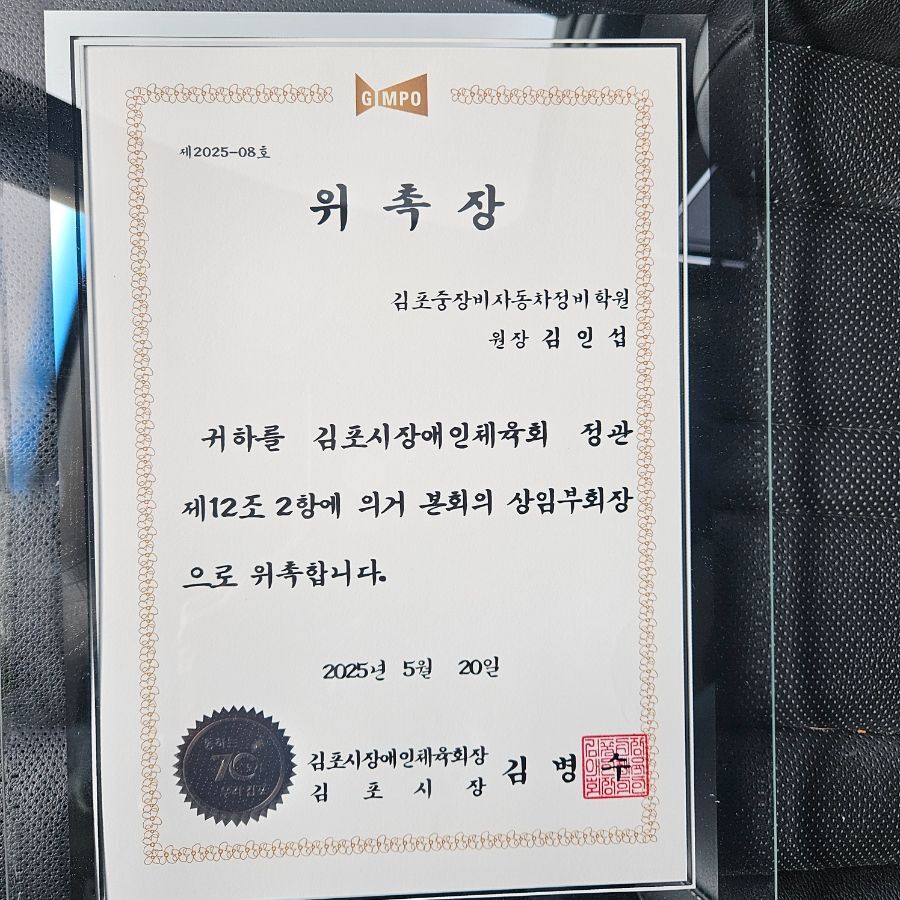 GIMPO
제2025-08호
위 촉 장
김포중장비자동차정비학원
원장 김 인 섭
귀하를 김포시장애인체육회 정관
제12조 2항에 의거 본회의 상임부회장
으로 위촉합니다.
2025년 5월 20일
김포시장애인체육회장
김 포 시 장 김 병 수